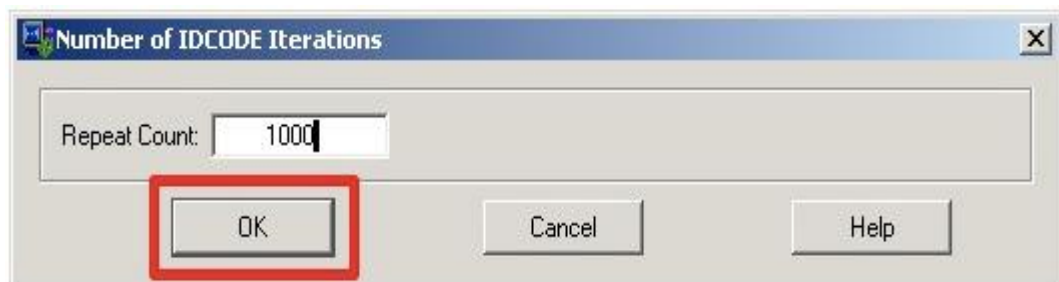 Number of IDCODE Iterations
Repeat Count: 1000
OK Cancel Help